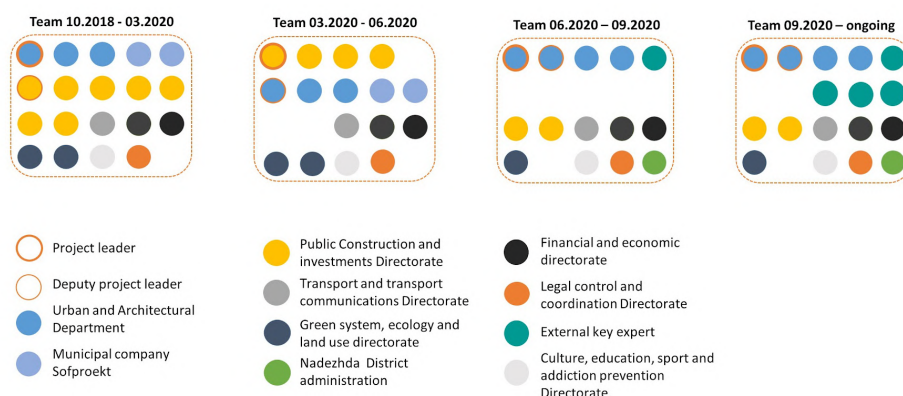 Team 10.2018 - 03.2020
Team 03.2020 - 06.2020
Team 06.2020 – 09.2020
Team 09.2020 – ongoing
Project leader
Deputy project leader
Urban and Architectural
Department
Municipal company
Sofproekt
Public Construction and
investments Directorate
Transport and transport
communications Directorate
Green system, ecology and
land use directorate
Nadezhda District
administration
Financial and economic
directorate
Legal control and
coordination Directorate
External key expert
Culture, education, sport and
addiction prevention
Directorate